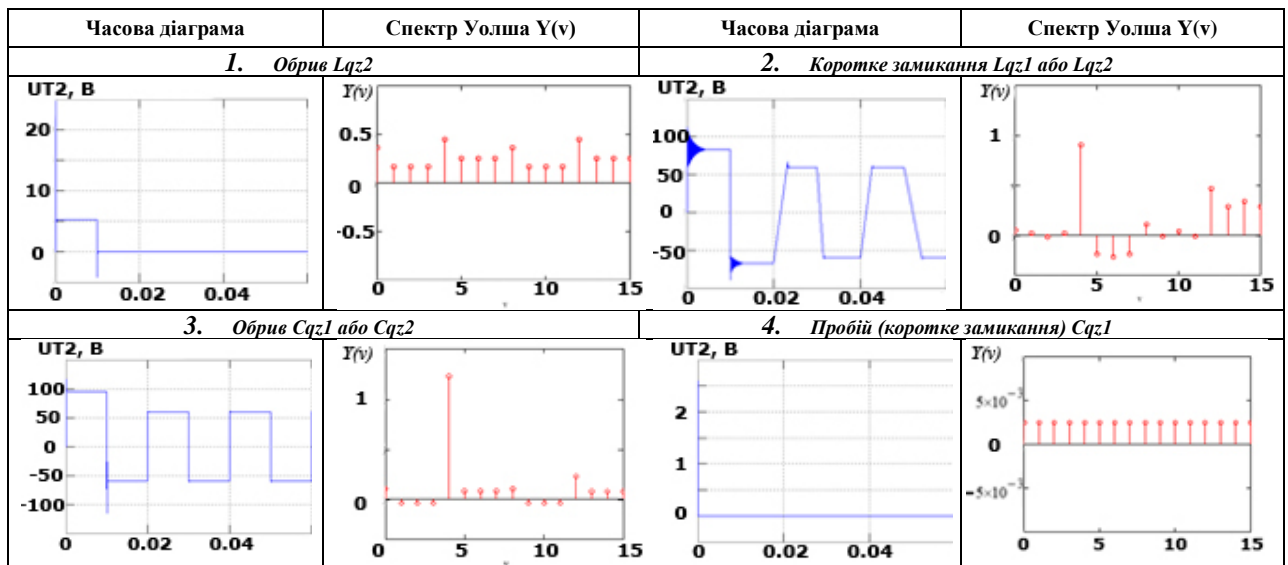 Часова діаграма Спектр Уолша Y(v) Часова діаграма Спектр Уолша Y(v)
1. Обрив Lqz2 2. Коротке замикання Lqz1 або Lqz2
UT2, В
20
10
0
0 0.02 0.04
Y(v)
0.5
0
-0.5
0 5 10 15
v
UT2, В
100
50
0
-50
0 0.02 0.04
Y(v)
1
0
0 5 10 15
v
3. Обрив Cqz1 або Cqz2 4. Пробій (коротке замикання) Cqz1
UT2, В
100
50
0
-50
-100
0 0.02 0.04
Y(v)
1
0
0 5 10 15
v
UT2, В
2
1
0
0 0.02 0.04
Y(v)
5×10⁻³
0
-5×10⁻³
0 5 10 15
v